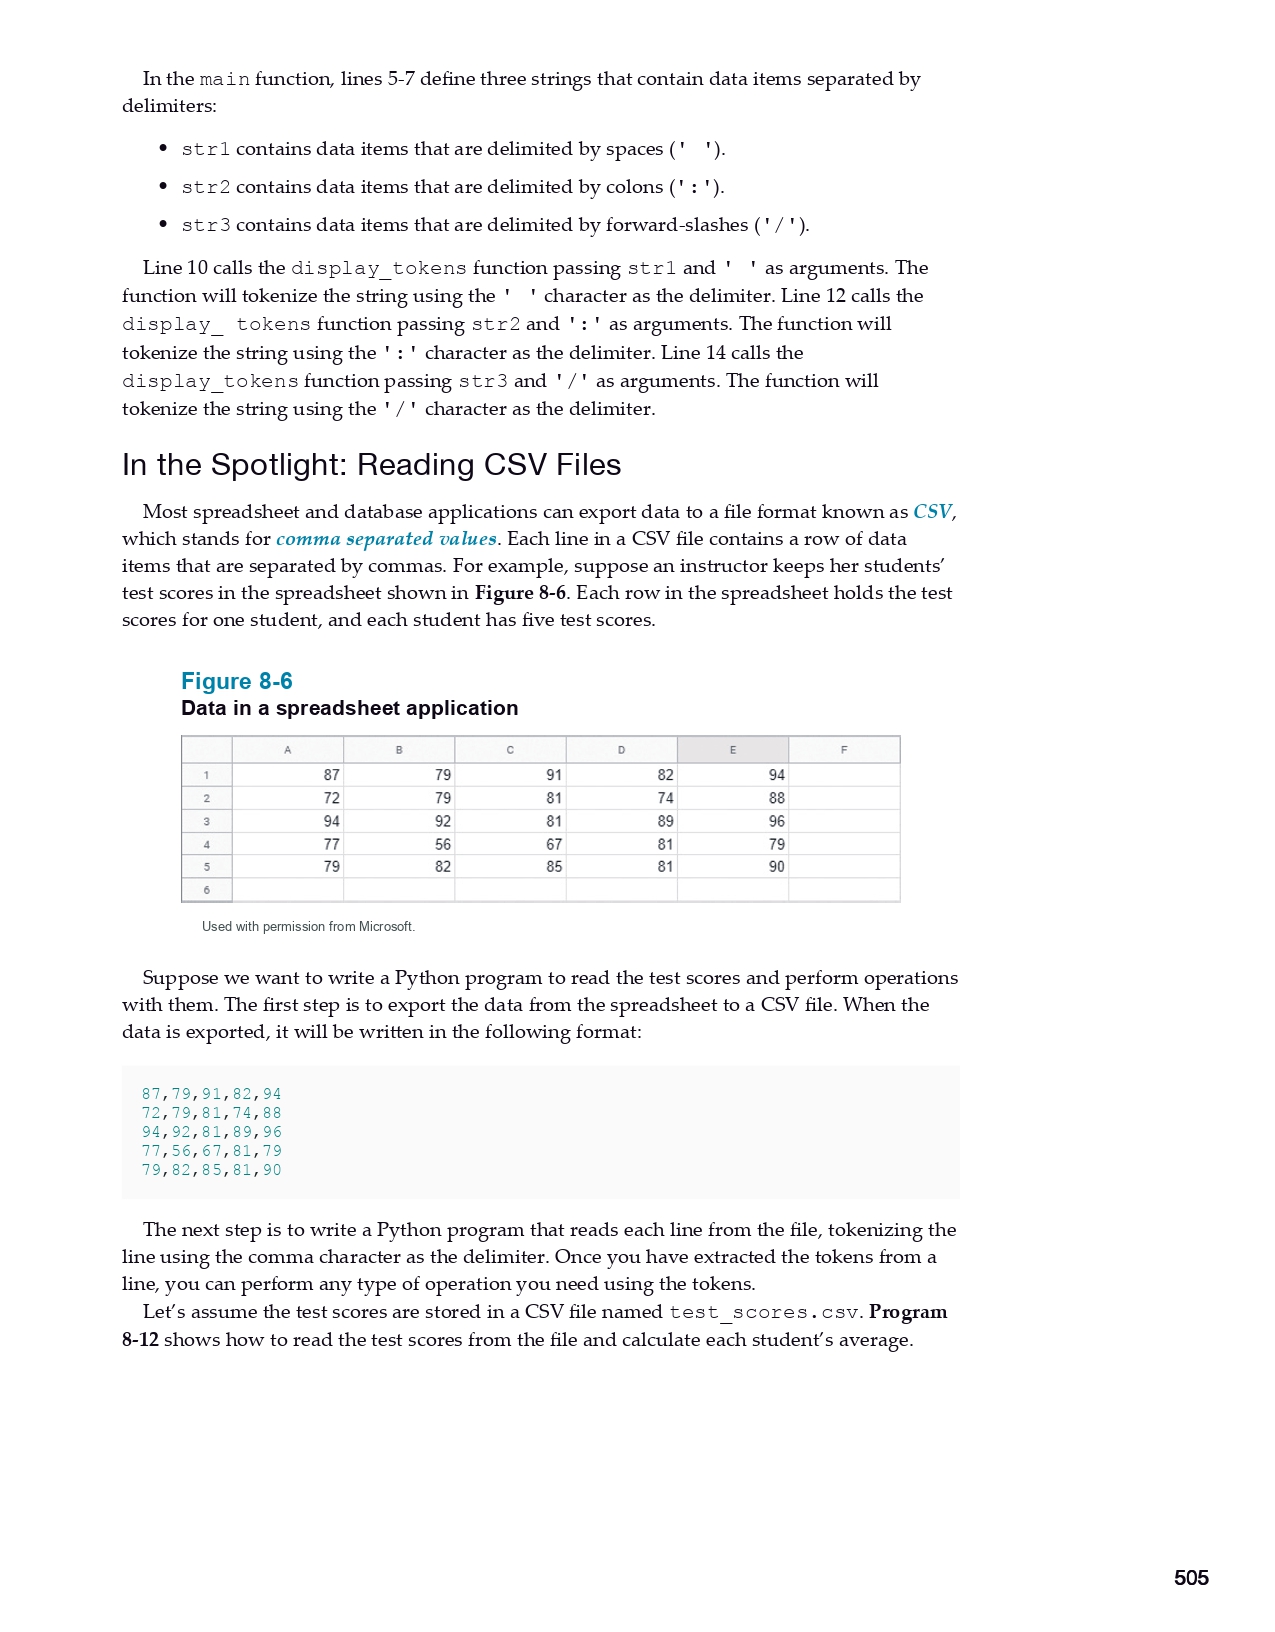 In the main function, lines 5-7 define three strings that contain data items separated by
delimiters:
• str1 contains data items that are delimited by spaces (' ').
• str2 contains data items that are delimited by colons (':').
• str3 contains data items that are delimited by forward-slashes ('/').
Line 10 calls the display_tokens function passing str1 and ' ' as arguments. The
function will tokenize the string using the ' ' character as the delimiter. Line 12 calls the
display_ tokens function passing str2 and ':' as arguments. The function will
tokenize the string using the ':' character as the delimiter. Line 14 calls the
display_tokens function passing str3 and '/' as arguments. The function will
tokenize the string using the '/' character as the delimiter.
In the Spotlight: Reading CSV Files
Most spreadsheet and database applications can export data to a file format known as CSV,
which stands for comma separated values. Each line in a CSV file contains a row of data
items that are separated by commas. For example, suppose an instructor keeps her students’
test scores in the spreadsheet shown in Figure 8-6. Each row in the spreadsheet holds the test
scores for one student, and each student has five test scores.
Figure 8-6
Data in a spreadsheet application
A B C D E F
1 87 79 91 82 94
2 72 79 81 74 88
3 94 92 81 89 96
4 77 56 67 81 79
5 79 82 85 81 90
6
Used with permission from Microsoft.
Suppose we want to write a Python program to read the test scores and perform operations
with them. The first step is to export the data from the spreadsheet to a CSV file. When the
data is exported, it will be written in the following format:
87,79,91,82,94
72,79,81,74,88
94,92,81,89,96
77,56,67,81,79
79,82,85,81,90
The next step is to write a Python program that reads each line from the file, tokenizing the
line using the comma character as the delimiter. Once you have extracted the tokens from a
line, you can perform any type of operation you need using the tokens.
Let’s assume the test scores are stored in a CSV file named test_scores.csv. Program
8-12 shows how to read the test scores from the file and calculate each student’s average.
505